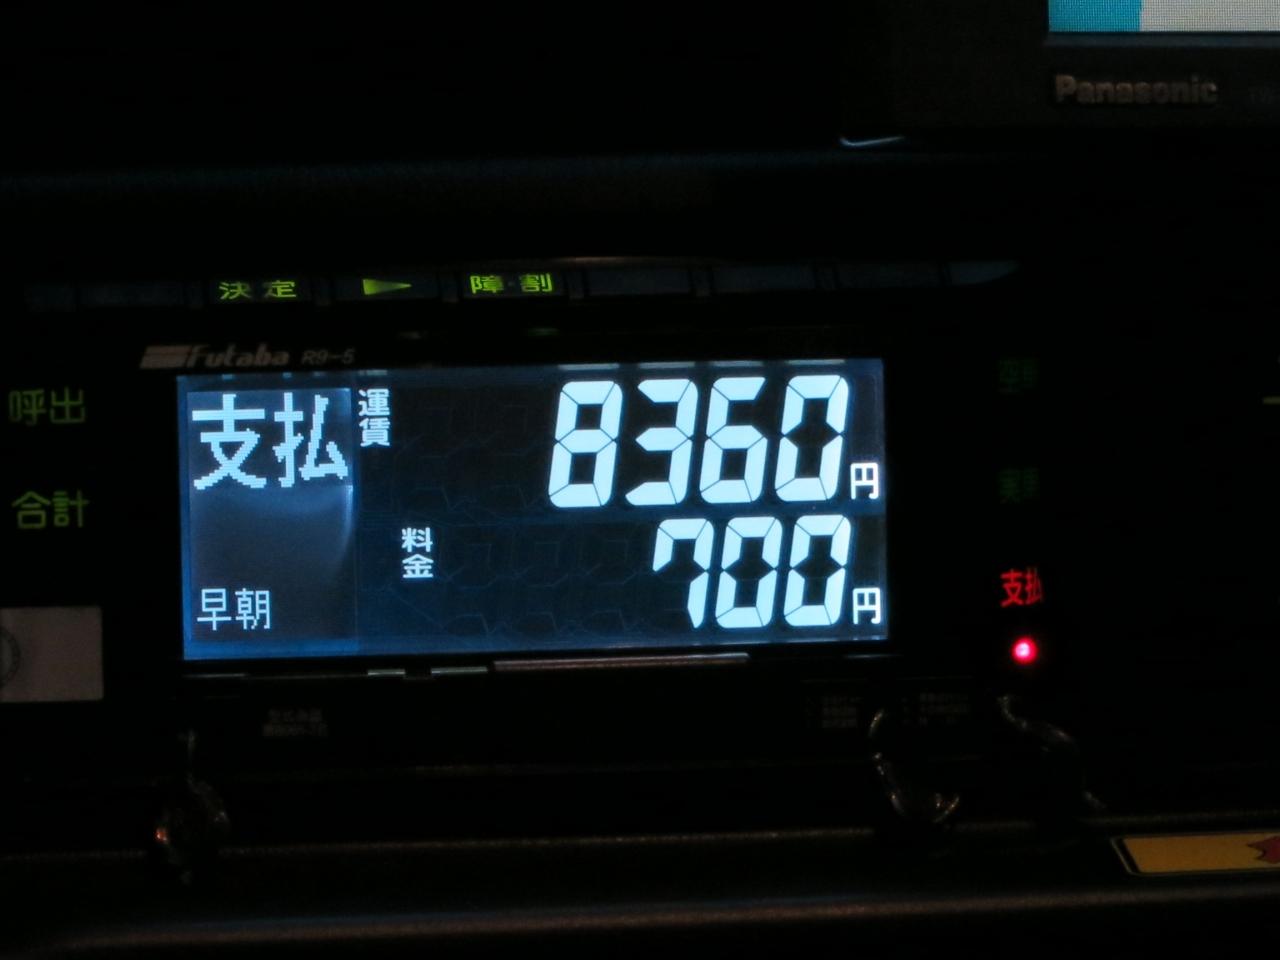 Panasonic
決定 ▶ 障割
Futaba R9-5
呼出
合計
支払
運賃 8360円
料金 700円
早朝
支払